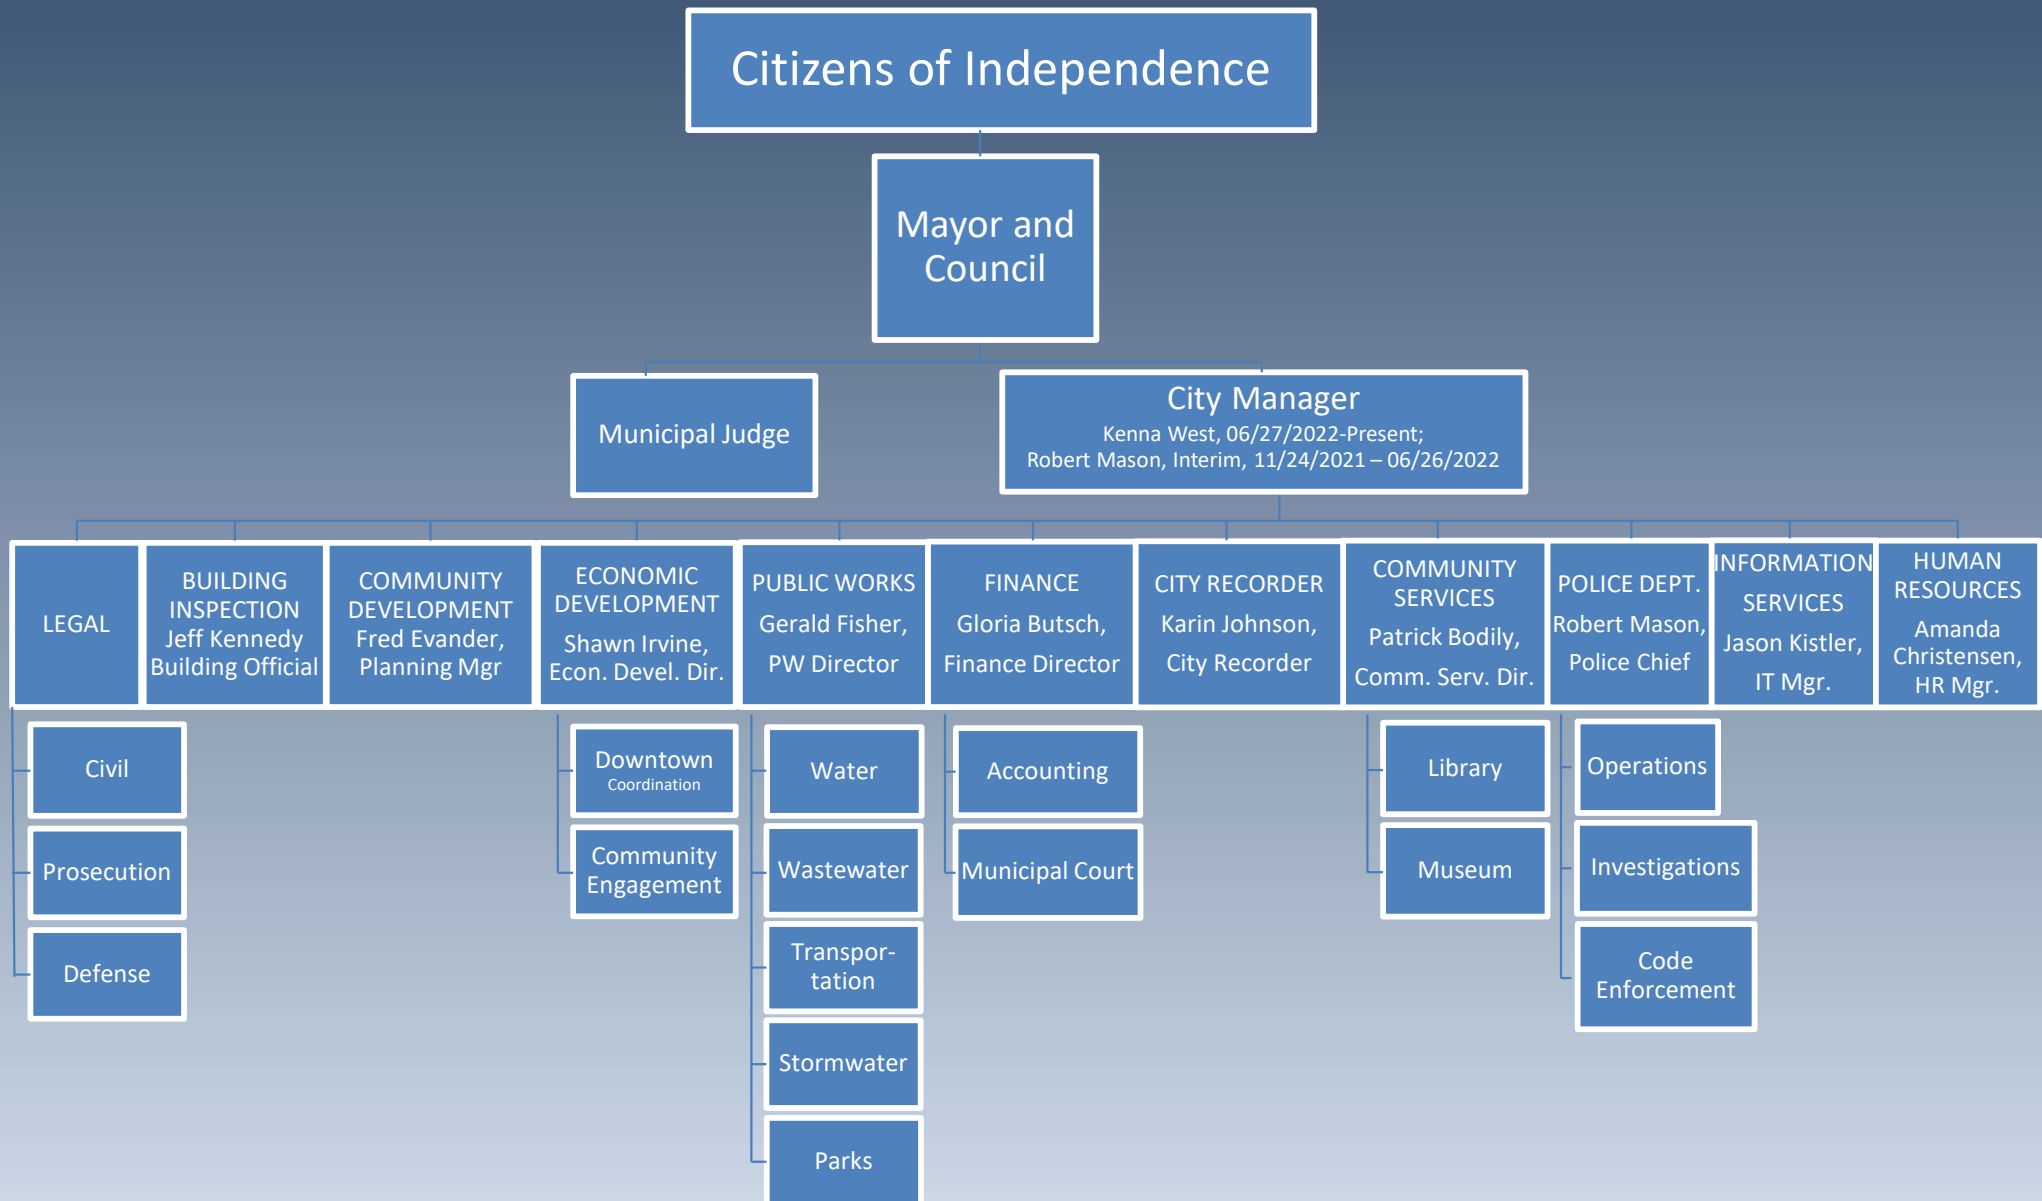 Citizens of Independence
Mayor and
Council
Municipal Judge
City Manager
Kenna West, 06/27/2022-Present;
Robert Mason, Interim, 11/24/2021 – 06/26/2022
LEGAL
BUILDING
INSPECTION
Jeff Kennedy
Building Official
COMMUNITY
DEVELOPMENT
Fred Evander,
Planning Mgr
ECONOMIC
DEVELOPMENT
Shawn Irvine,
Econ. Devel. Dir.
PUBLIC WORKS
Gerald Fisher,
PW Director
FINANCE
Gloria Butsch,
Finance Director
CITY RECORDER
Karin Johnson,
City Recorder
COMMUNITY
SERVICES
Patrick Bodily,
Comm. Serv. Dir.
POLICE DEPT.
Robert Mason,
Police Chief
INFORMATION
SERVICES
Jason Kistler,
IT Mgr.
HUMAN
RESOURCES
Amanda
Christensen,
HR Mgr.
Civil
Prosecution
Defense
Downtown
Coordination
Community
Engagement
Water
Wastewater
Transpor-
tation
Stormwater
Parks
Accounting
Municipal Court
Library
Museum
Operations
Investigations
Code
Enforcement